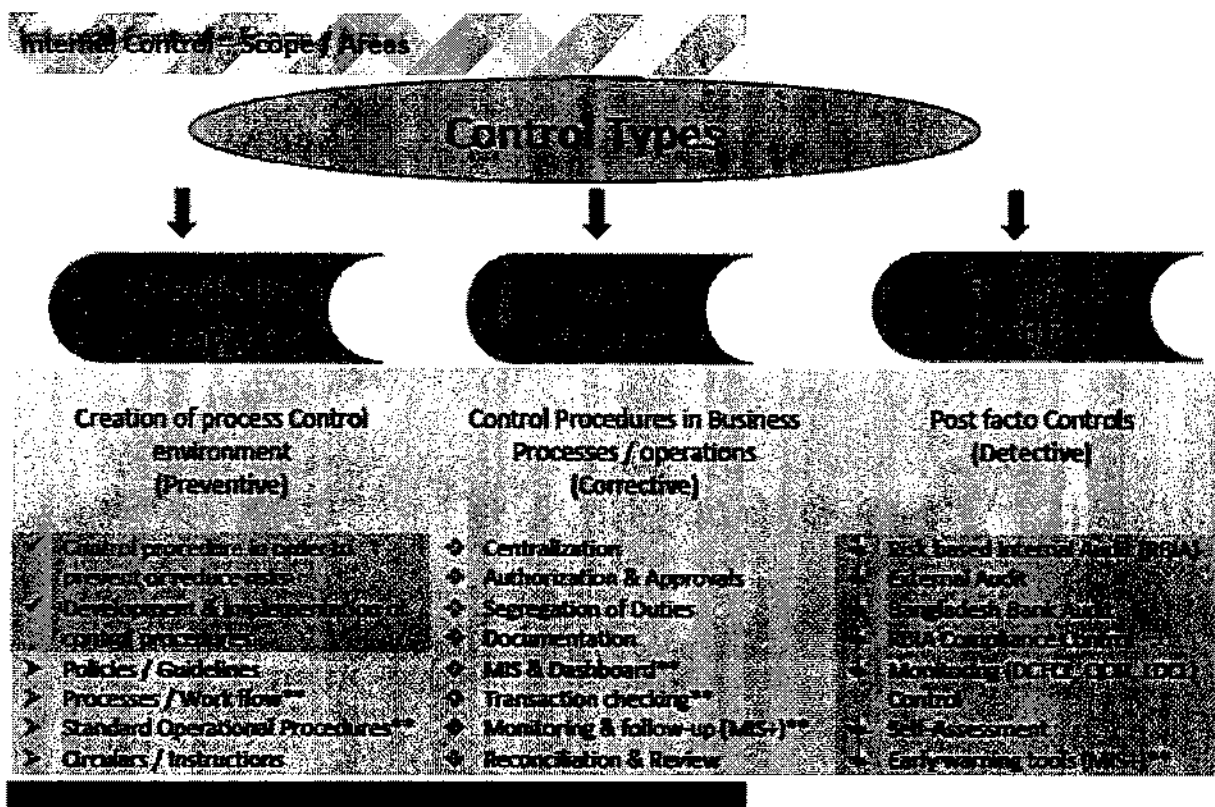 Internal Control - Scope / Areas
Control Types
Creation of process Control
environment
(Preventive)
Control procedure in order to
prevent or reduce risks
Development & Implementation of
control procedures
Policies / Guidelines
Processes / Workflow**
Standard Operational Procedures**
Circulars / Instructions
Control Procedures in Business
Processes / operations
(Corrective)
Centralization
Authorization & Approvals
Segregation of Duties
Documentation
MIS & Dashboard**
Transaction checking**
Monitoring & follow-up (MIS+)**
Reconciliation & Review
Post facto Controls
(Detective)
Risk based Internal Audit (RBIA)
External Audit
Bangladesh Bank Audit
RBIA Compliance
Monitoring
Control
Self-Assessment
Early warning tools